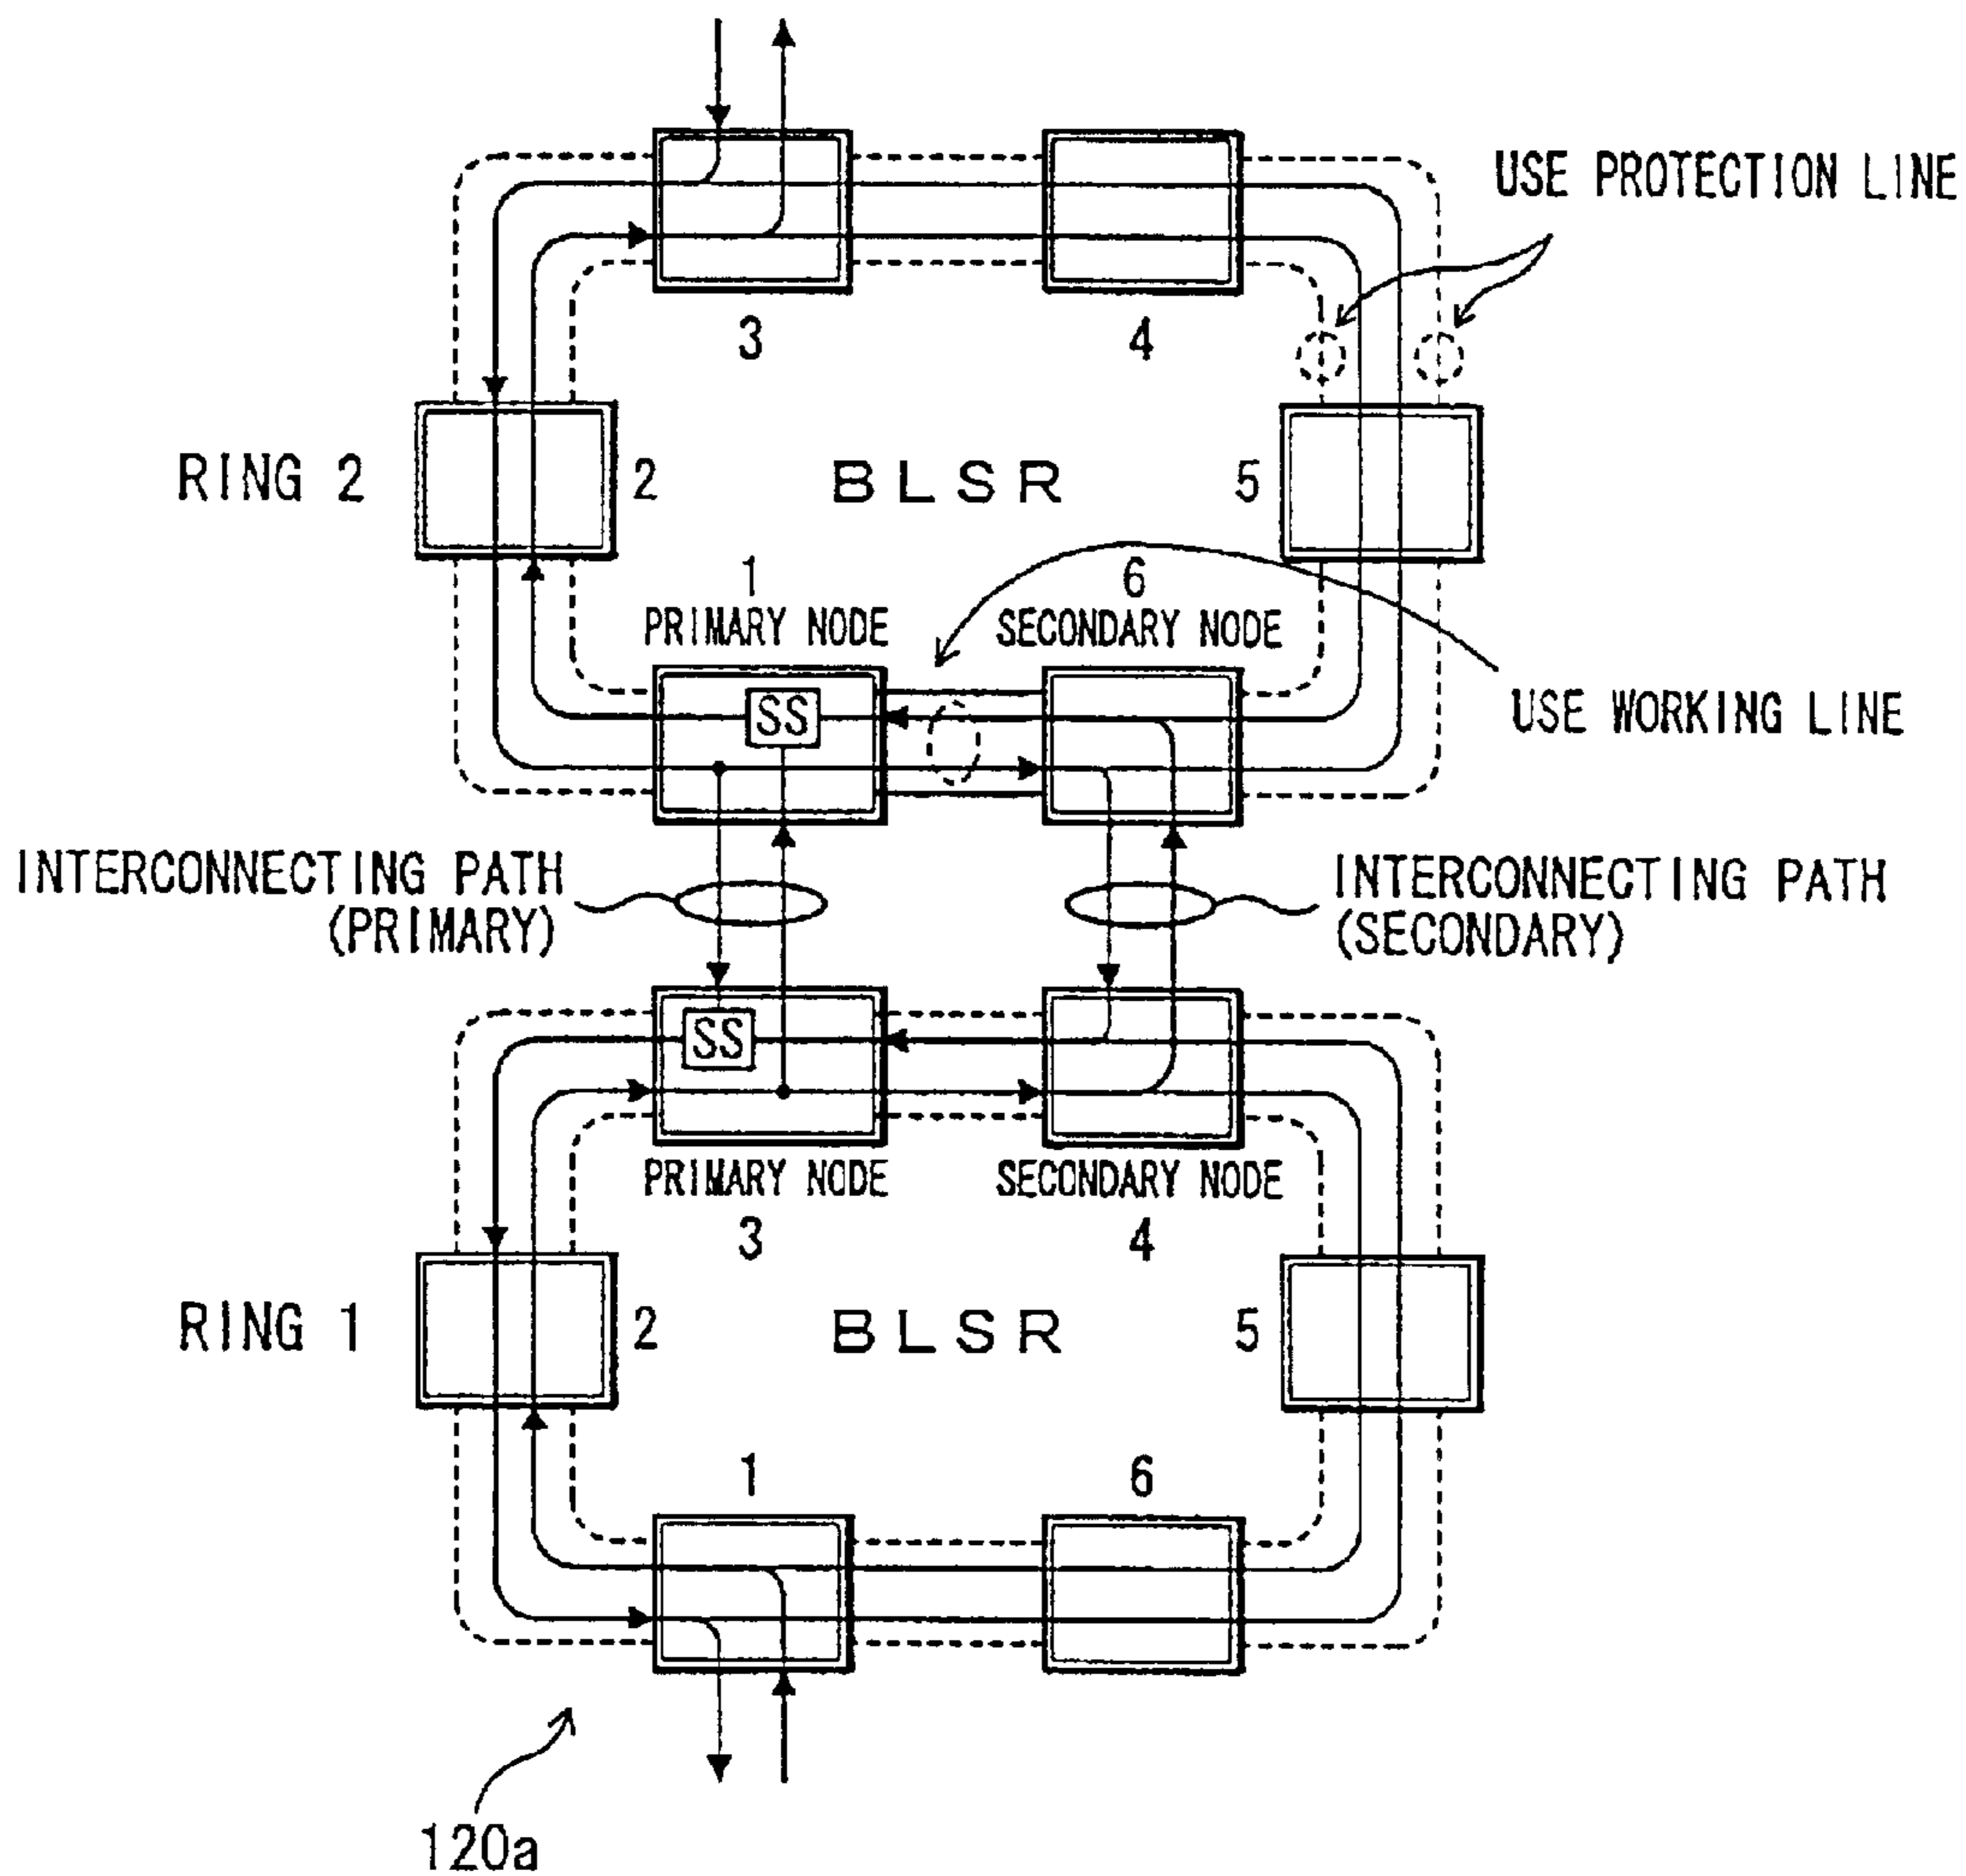 USE PROTECTION LINE
3
4
RING 2
2
BLSR
5
1
PRIMARY NODE
6
SECONDARY NODE
SS
USE WORKING LINE
INTERCONNECTING PATH
(PRIMARY)
INTERCONNECTING PATH
(SECONDARY)
SS
PRIMARY NODE
3
SECONDARY NODE
4
RING 1
2
BLSR
5
1
6
120a